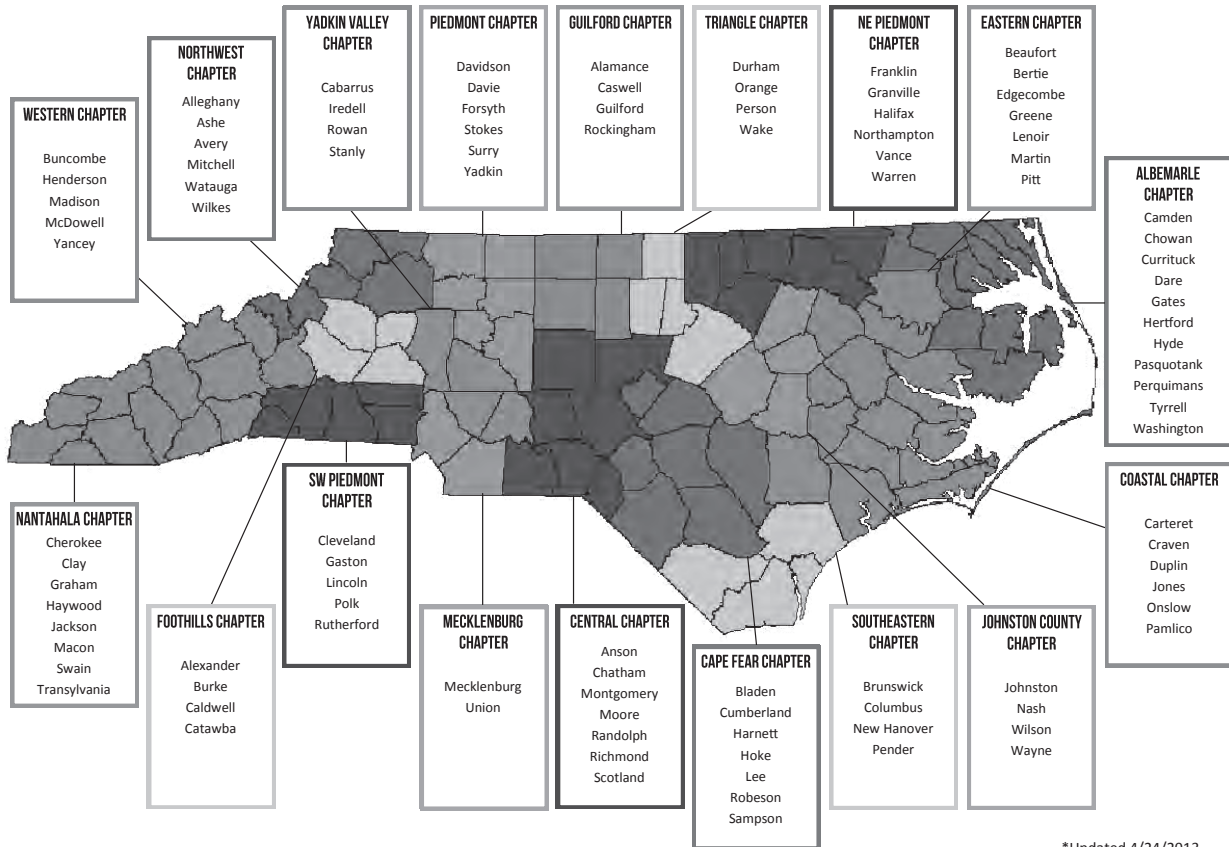 WESTERN CHAPTER
Buncombe
Henderson
Madison
McDowell
Yancey
NORTHWEST
CHAPTER
Alleghany
Ashe
Avery
Mitchell
Watauga
Wilkes
YADKIN VALLEY
CHAPTER
Cabarrus
Iredell
Rowan
Stanly
PIEDMONT CHAPTER
Davidson
Davie
Forsyth
Stokes
Surry
Yadkin
GUILFORD CHAPTER
Alamance
Caswell
Guilford
Rockingham
TRIANGLE CHAPTER
Durham
Orange
Person
Wake
NE PIEDMONT
CHAPTER
Franklin
Granville
Halifax
Northampton
Vance
Warren
EASTERN CHAPTER
Beaufort
Bertie
Edgecombe
Greene
Lenoir
Martin
Pitt
ALBEMARLE
CHAPTER
Camden
Chowan
Currituck
Dare
Gates
Hertford
Hyde
Pasquotank
Perquimans
Tyrrell
Washington
NANTAHALA CHAPTER
Cherokee
Clay
Graham
Haywood
Jackson
Macon
Swain
Transylvania
FOOTHILLS CHAPTER
Alexander
Burke
Caldwell
Catawba
SW PIEDMONT
CHAPTER
Cleveland
Gaston
Lincoln
Polk
Rutherford
MECKLENBURG
CHAPTER
Mecklenburg
Union
CENTRAL CHAPTER
Anson
Chatham
Montgomery
Moore
Randolph
Richmond
Scotland
CAPE FEAR CHAPTER
Bladen
Cumberland
Harnett
Hoke
Lee
Robeson
Sampson
SOUTHEASTERN
CHAPTER
Brunswick
Columbus
New Hanover
Pender
JOHNSTON COUNTY
CHAPTER
Johnston
Nash
Wilson
Wayne
COASTAL CHAPTER
Carteret
Craven
Duplin
Jones
Onslow
Pamlico
*Updated 4/24/2013